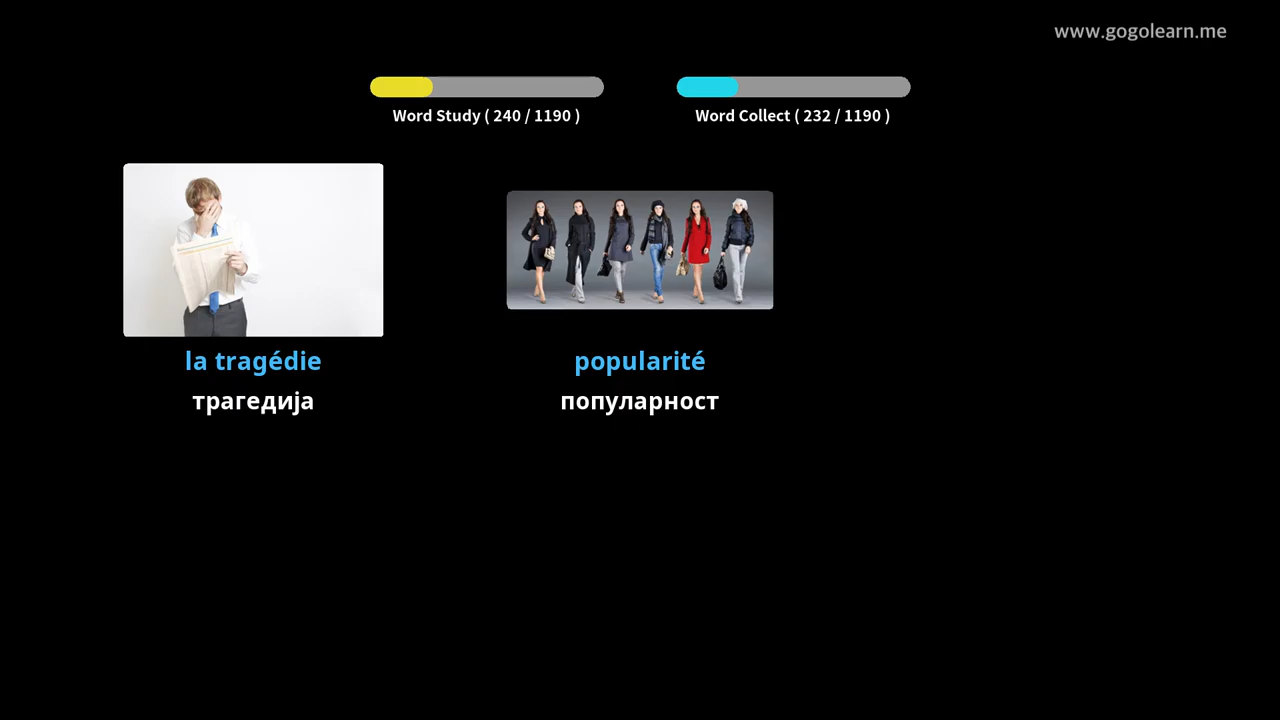 www.gogolearn.me
Word Study ( 240 / 1190 )
Word Collect ( 232 / 1190 )
la tragédie
трагедија
popularité
популарност